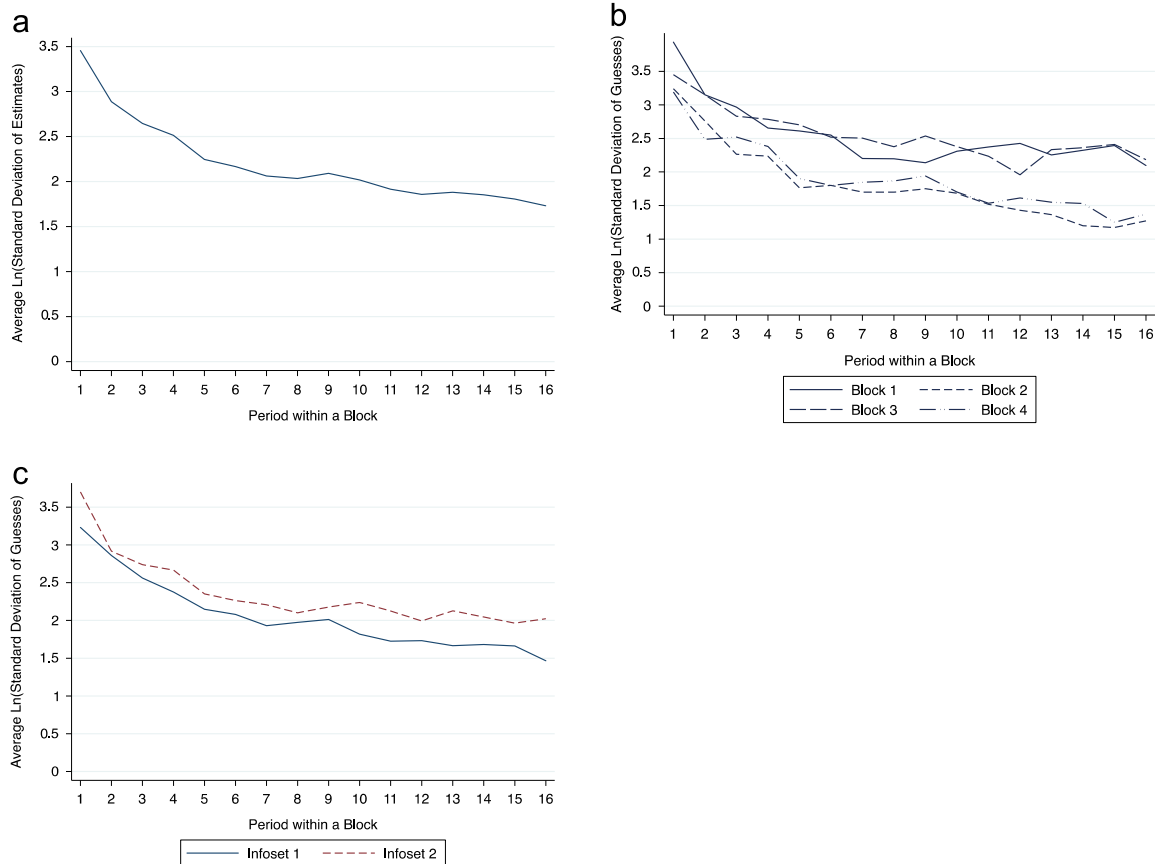 a
Average Ln(Standard Deviation of Estimates)
3.5
3
2.5
2
1.5
1
0.5
0
1 2 3 4 5 6 7 8 9 10 11 12 13 14 15 16
Period within a Block
b
Average Ln(Standard Deviation of Guesses)
3.5
3
2.5
2
1.5
1
0.5
0
1 2 3 4 5 6 7 8 9 10 11 12 13 14 15 16
Period within a Block
Block 1 Block 2
Block 3 Block 4
c
Average Ln(Standard Deviation of Guesses)
3.5
3
2.5
2
1.5
1
0.5
0
1 2 3 4 5 6 7 8 9 10 11 12 13 14 15 16
Period within a Block
Infoset 1 Infoset 2